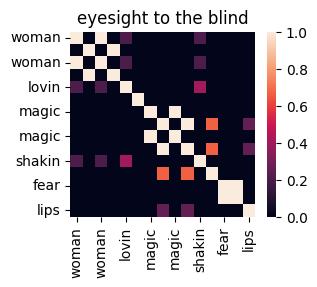 eyesight to the blind
woman
woman
lovin
magic
magic
shakin
fear
lips
1.0
0.8
0.6
0.4
0.2
0.0
woman
woman
lovin
magic
magic
shakin
fear
lips